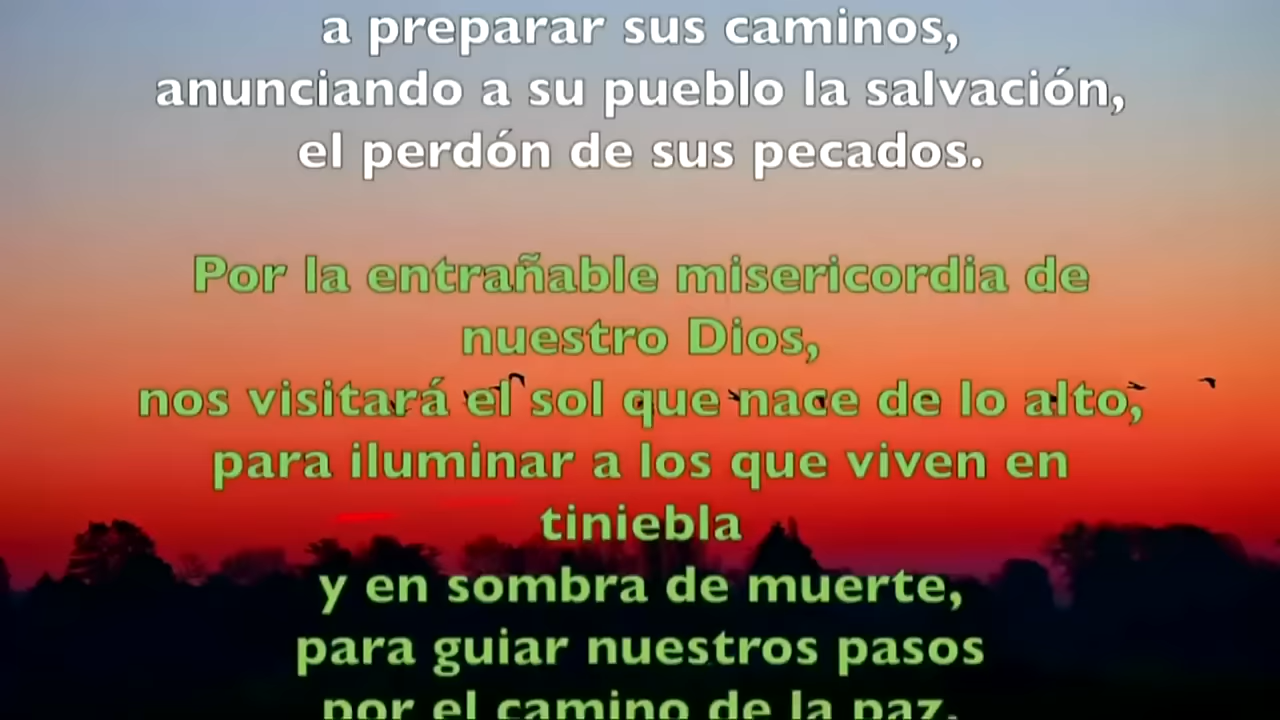 a preparar sus caminos,
anunciando a su pueblo la salvación,
el perdón de sus pecados.
Por la entrañable misericordia de
nuestro Dios,
nos visitará el sol que nace de lo alto,
para iluminar a los que viven en
tiniebla
y en sombra de muerte,
para guiar nuestros pasos
por el camino de la paz.